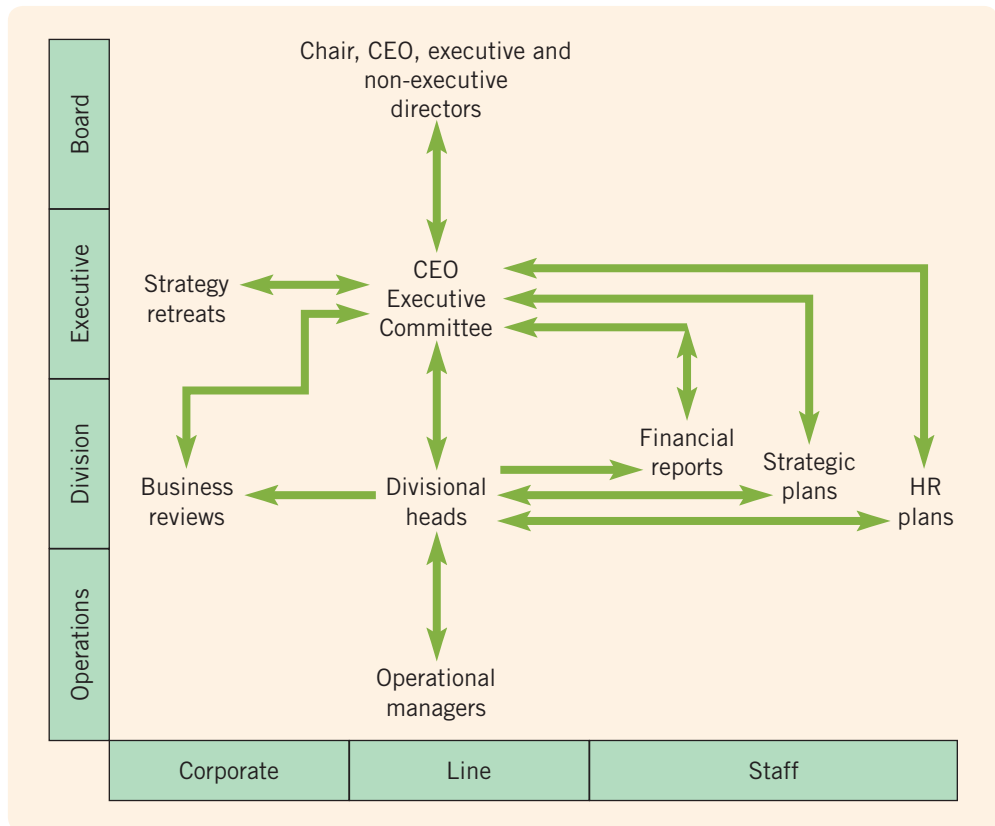 Chair, CEO, executive and
non-executive
directors
Board
Executive
Strategy
retreats
CEO
Executive
Committee
Division
Financial
reports
Strategic
plans
Business
reviews
Divisional
heads
HR
plans
Operations
Operational
managers
Corporate
Line
Staff